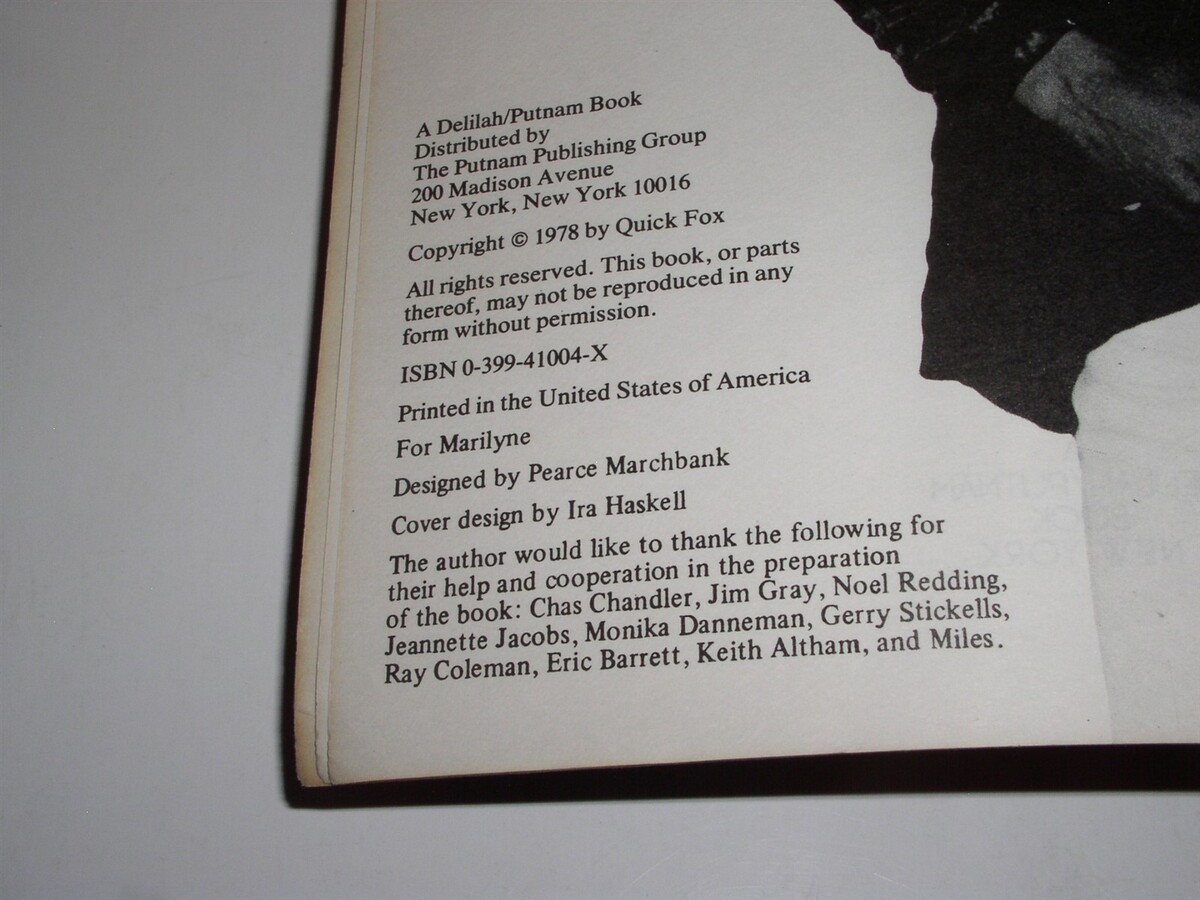 A Delilah/Putnam Book
Distributed by
The Putnam Publishing Group
200 Madison Avenue
New York, New York 10016
Copyright © 1978 by Quick Fox
All rights reserved. This book, or parts
thereof, may not be reproduced in any
form without permission.
ISBN 0-399-41004-X
Printed in the United States of America
For Marilyne
Designed by Pearce Marchbank
Cover design by Ira Haskell
The author would like to thank the following for
their help and cooperation in the preparation
of the book: Chas Chandler, Jim Gray, Noel Redding,
Jeannette Jacobs, Monika Danneman, Gerry Stickells,
Ray Coleman, Eric Barrett, Keith Altham, and Miles.